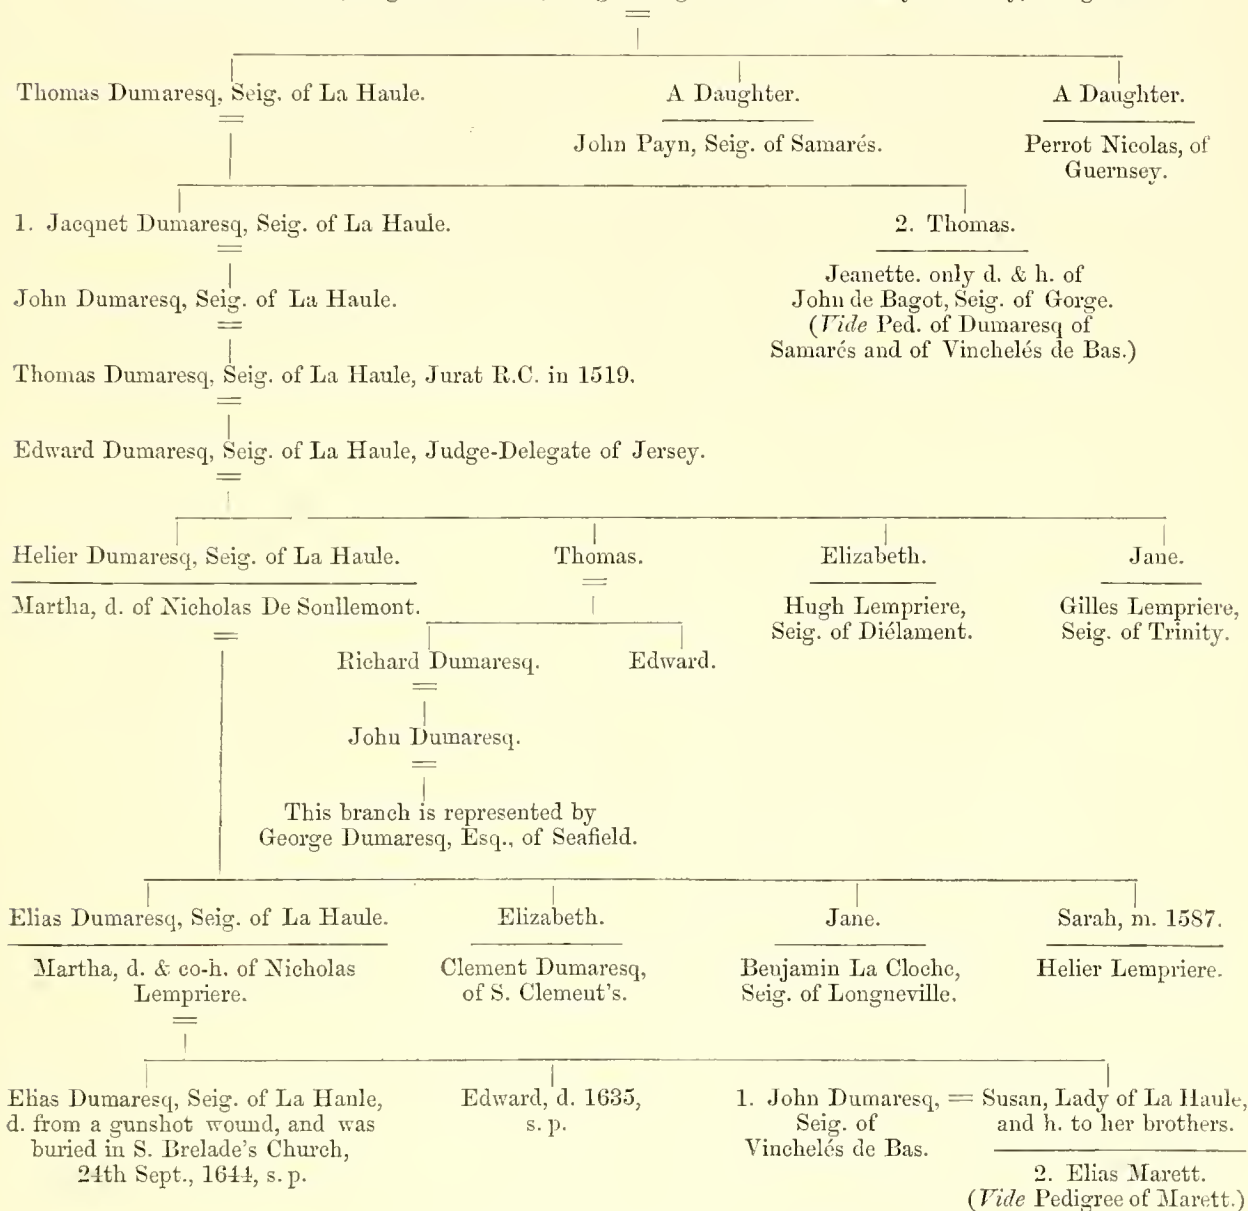 Thomas Dumaresq, Seig. of La Haule.
A Daughter.
A Daughter.
John Payn, Seig. of Samarés.
Perrot Nicolas, of
Guernsey.
1. Jacquet Dumaresq, Seig. of La Haule.
2. Thomas.
Jeanette. only d. & h. of
John de Bagot, Seig. of Gorge.
(Vide Ped. of Dumaresq of
Samarés and of Vinchelés de Bas.)
John Dumaresq, Seig. of La Haule.
Thomas Dumaresq, Seig. of La Haule, Jurat R.C. in 1519.
Edward Dumaresq, Seig. of La Haule, Judge-Delegate of Jersey.
Helier Dumaresq, Seig. of La Haule.
Thomas.
Elizabeth.
Jane.
Martha, d. of Nicholas De Soullemont.
Hugh Lempriere,
Seig. of Diélament.
Gilles Lempriere,
Seig. of Trinity.
Richard Dumaresq.
Edward.
John Dumaresq.
This branch is represented by
George Dumaresq, Esq., of Seafield.
Elias Dumaresq, Seig. of La Haule.
Elizabeth.
Jane.
Sarah, m. 1587.
Martha, d. & co-h. of Nicholas
Lempriere.
Clement Dumaresq,
of S. Clement's.
Benjamin La Cloche,
Seig. of Longueville.
Helier Lempriere.
Elias Dumaresq, Seig. of La Haule,
d. from a gunshot wound, and was
buried in S. Brelade's Church,
24th Sept., 1644, s.p.
Edward, d. 1635,
s.p.
1. John Dumaresq, =
Seig. of
Vinchelés de Bas.
Susan, Lady of La Haule,
and h. to her brothers.
2. Elias Marett.
(Vide Pedigree of Marett.)